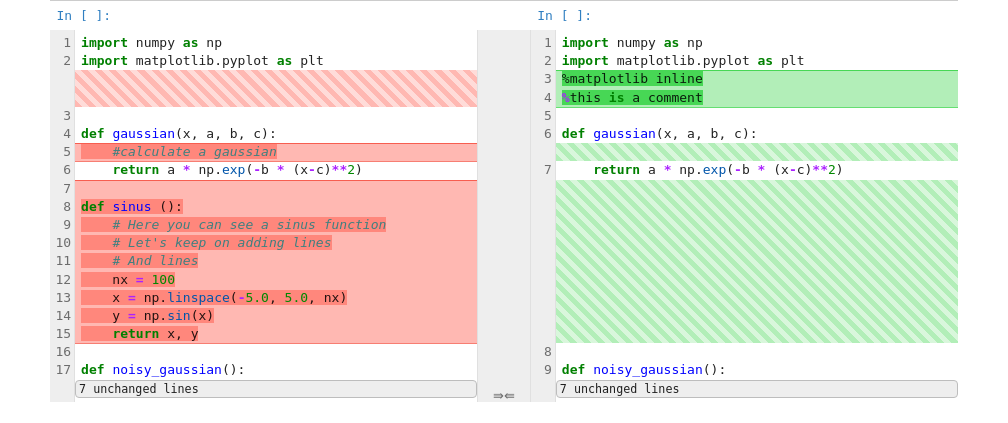 In [ ]:
1 import numpy as np
2 import matplotlib.pyplot as plt
3
4 def gaussian(x, a, b, c):
5     #calculate a gaussian
6     return a * np.exp(-b * (x-c)**2)
7
8 def sinus ():
9     # Here you can see a sinus function
10     # Let's keep on adding lines
11     # And lines
12     nx = 100
13     x = np.linspace(-5.0, 5.0, nx)
14     y = np.sin(x)
15     return x, y
16
17 def noisy_gaussian():
7 unchanged lines
⇒⇐
In [ ]:
1 import numpy as np
2 import matplotlib.pyplot as plt
3 %matplotlib inline
4 %this is a comment
5
6 def gaussian(x, a, b, c):
7     return a * np.exp(-b * (x-c)**2)
8
9 def noisy_gaussian():
7 unchanged lines